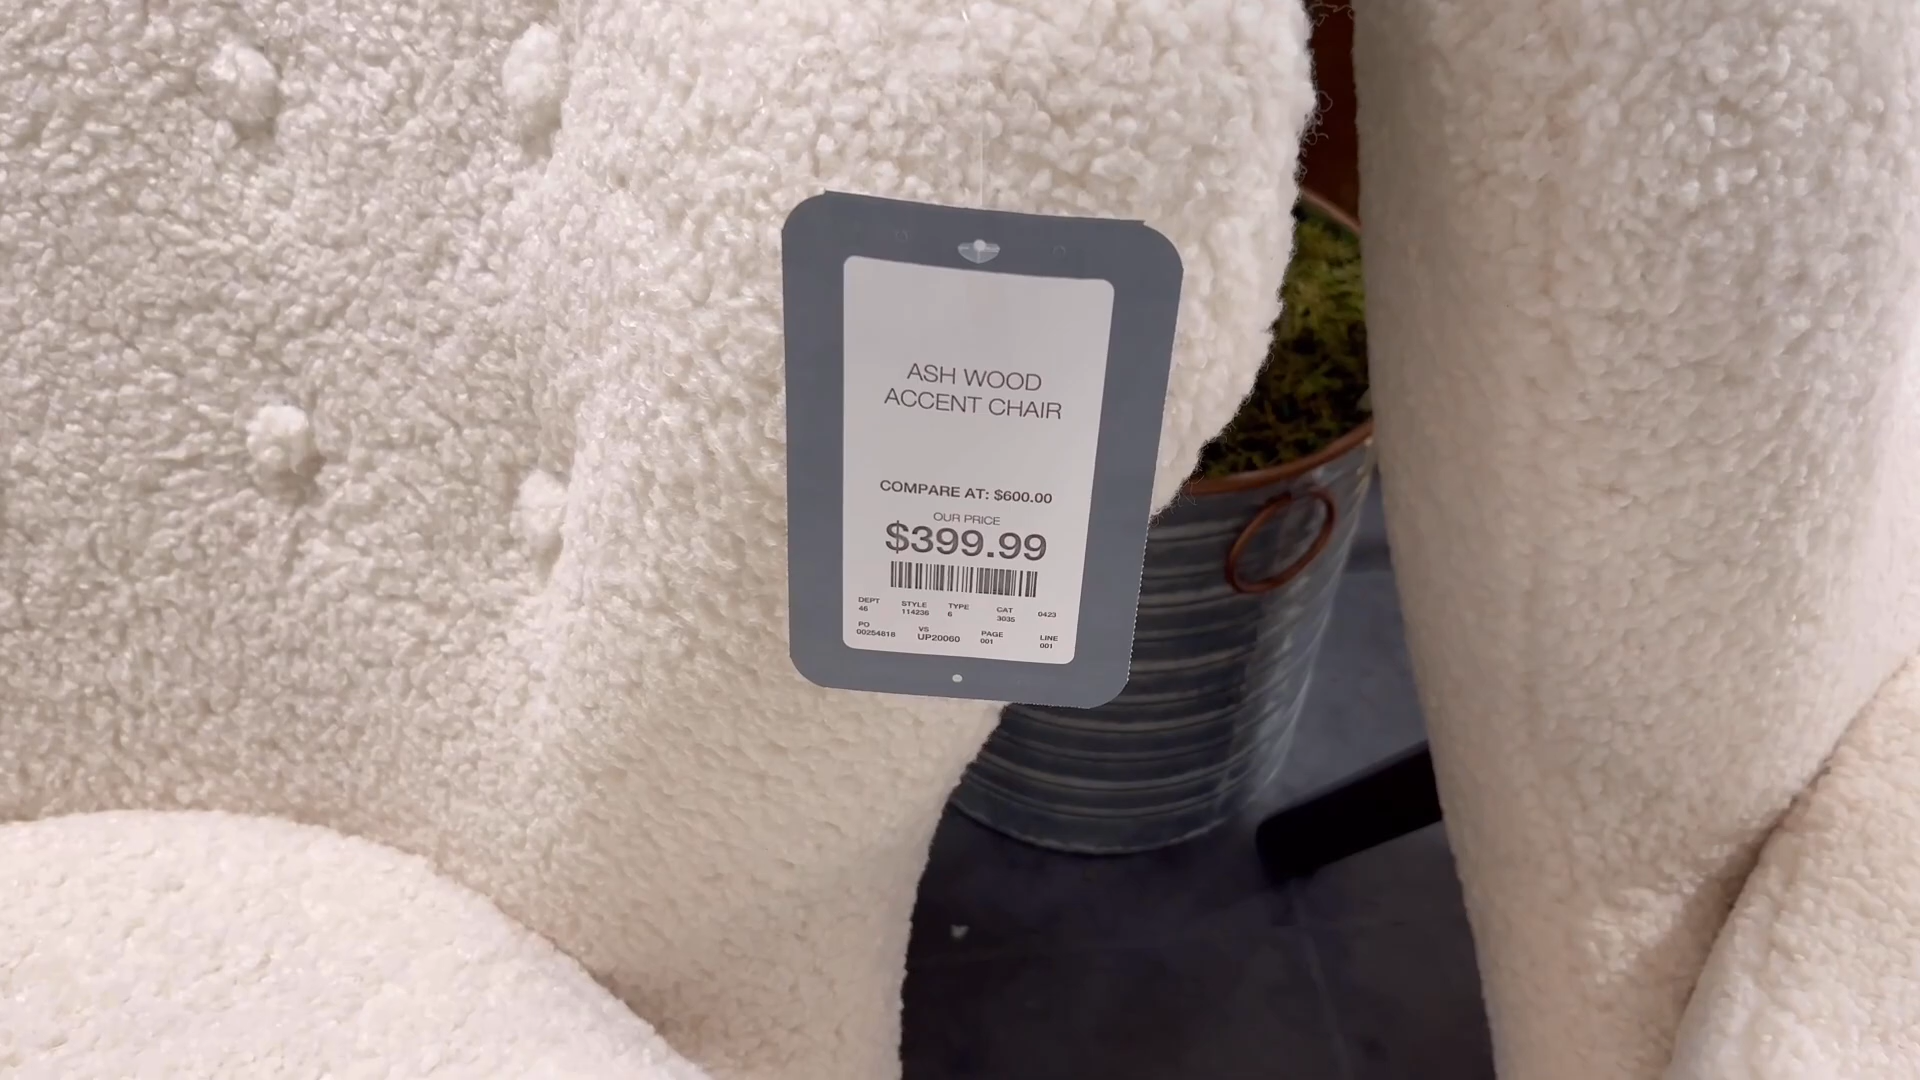 ASH WOOD
ACCENT CHAIR
COMPARE AT: $600.00
OUR PRICE
$399.99
DEPT STYLE TYPE CAT 0423
46 114236 6 3035
PO VS PAGE LINE
00254818 UP20060 001 001